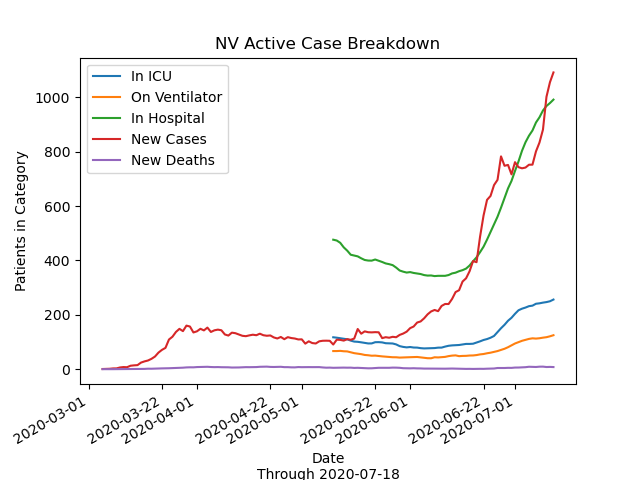 NV Active Case Breakdown
In ICU
On Ventilator
In Hospital
New Cases
New Deaths
Patients in Category
1000
800
600
400
200
0
2020-03-01
2020-03-22
2020-04-01
2020-04-22
2020-05-01
2020-05-22
2020-06-01
2020-06-22
2020-07-01
Date
Through 2020-07-18